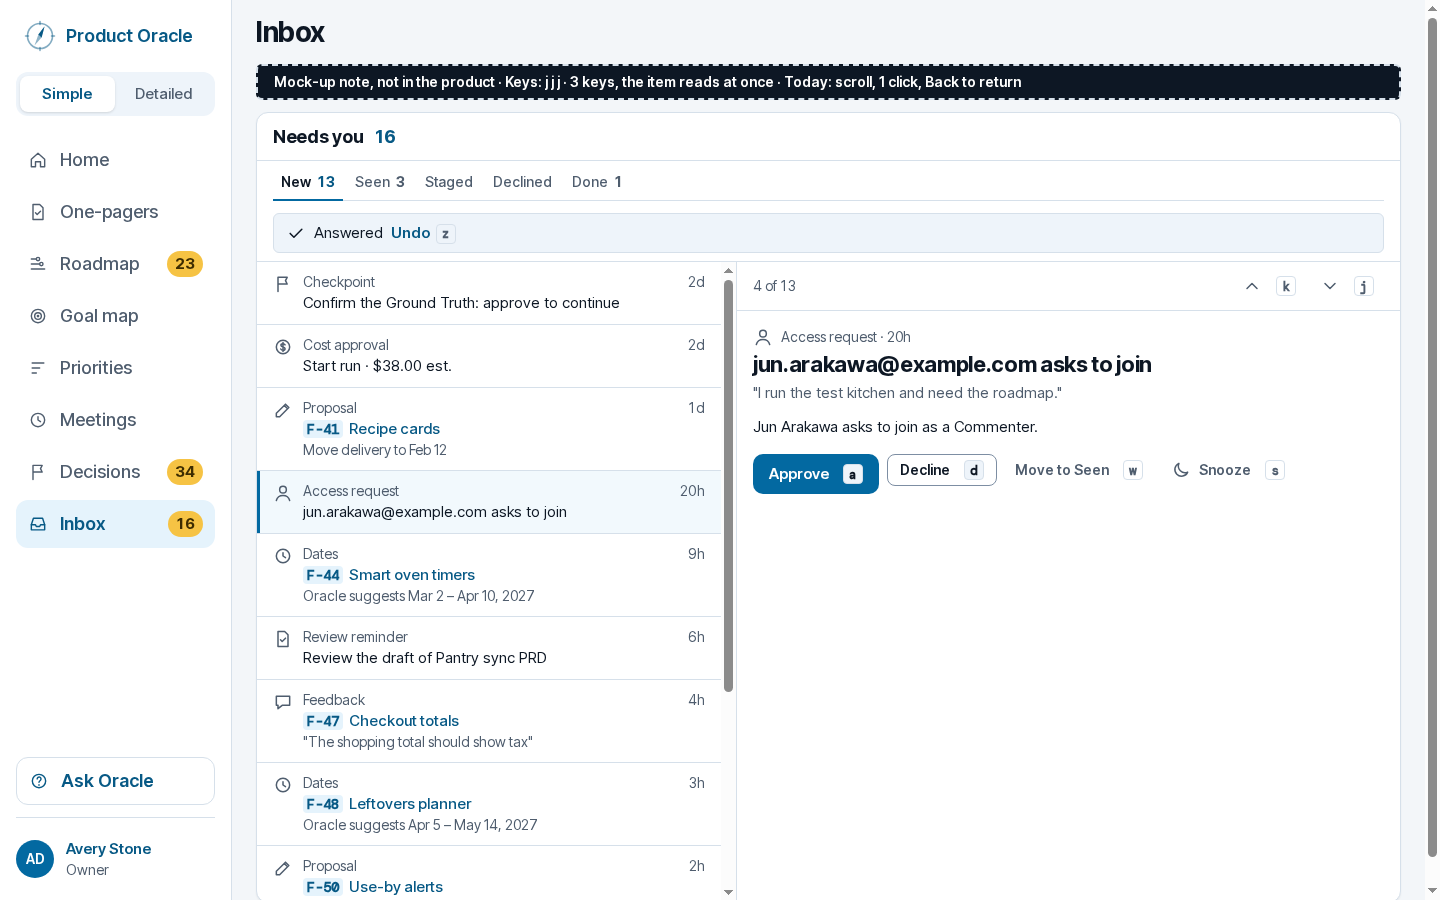 Product Oracle
Simple
Detailed
Home
One-pagers
Roadmap 23
Goal map
Priorities
Meetings
Decisions 34
Inbox 16
Ask Oracle
AD
Avery Stone
Owner
Inbox
Mock-up note, not in the product · Keys: j j j · 3 keys, the item reads at once · Today: scroll, 1 click, Back to return
Needs you 16
New 13 Seen 3 Staged Declined Done 1
Answered Undo z
Checkpoint 2d
Confirm the Ground Truth: approve to continue
Cost approval 2d
Start run · $38.00 est.
Proposal 1d
F-41 Recipe cards
Move delivery to Feb 12
Access request 20h
jun.arakawa@example.com asks to join
Dates 9h
F-44 Smart oven timers
Oracle suggests Mar 2 – Apr 10, 2027
Review reminder 6h
Review the draft of Pantry sync PRD
Feedback 4h
F-47 Checkout totals
"The shopping total should show tax"
Dates 3h
F-48 Leftovers planner
Oracle suggests Apr 5 – May 14, 2027
Proposal 2h
F-50 Use-by alerts
4 of 13 k j
Access request · 20h
jun.arakawa@example.com asks to join
"I run the test kitchen and need the roadmap."
Jun Arakawa asks to join as a Commenter.
Approve a Decline d Move to Seen w Snooze s